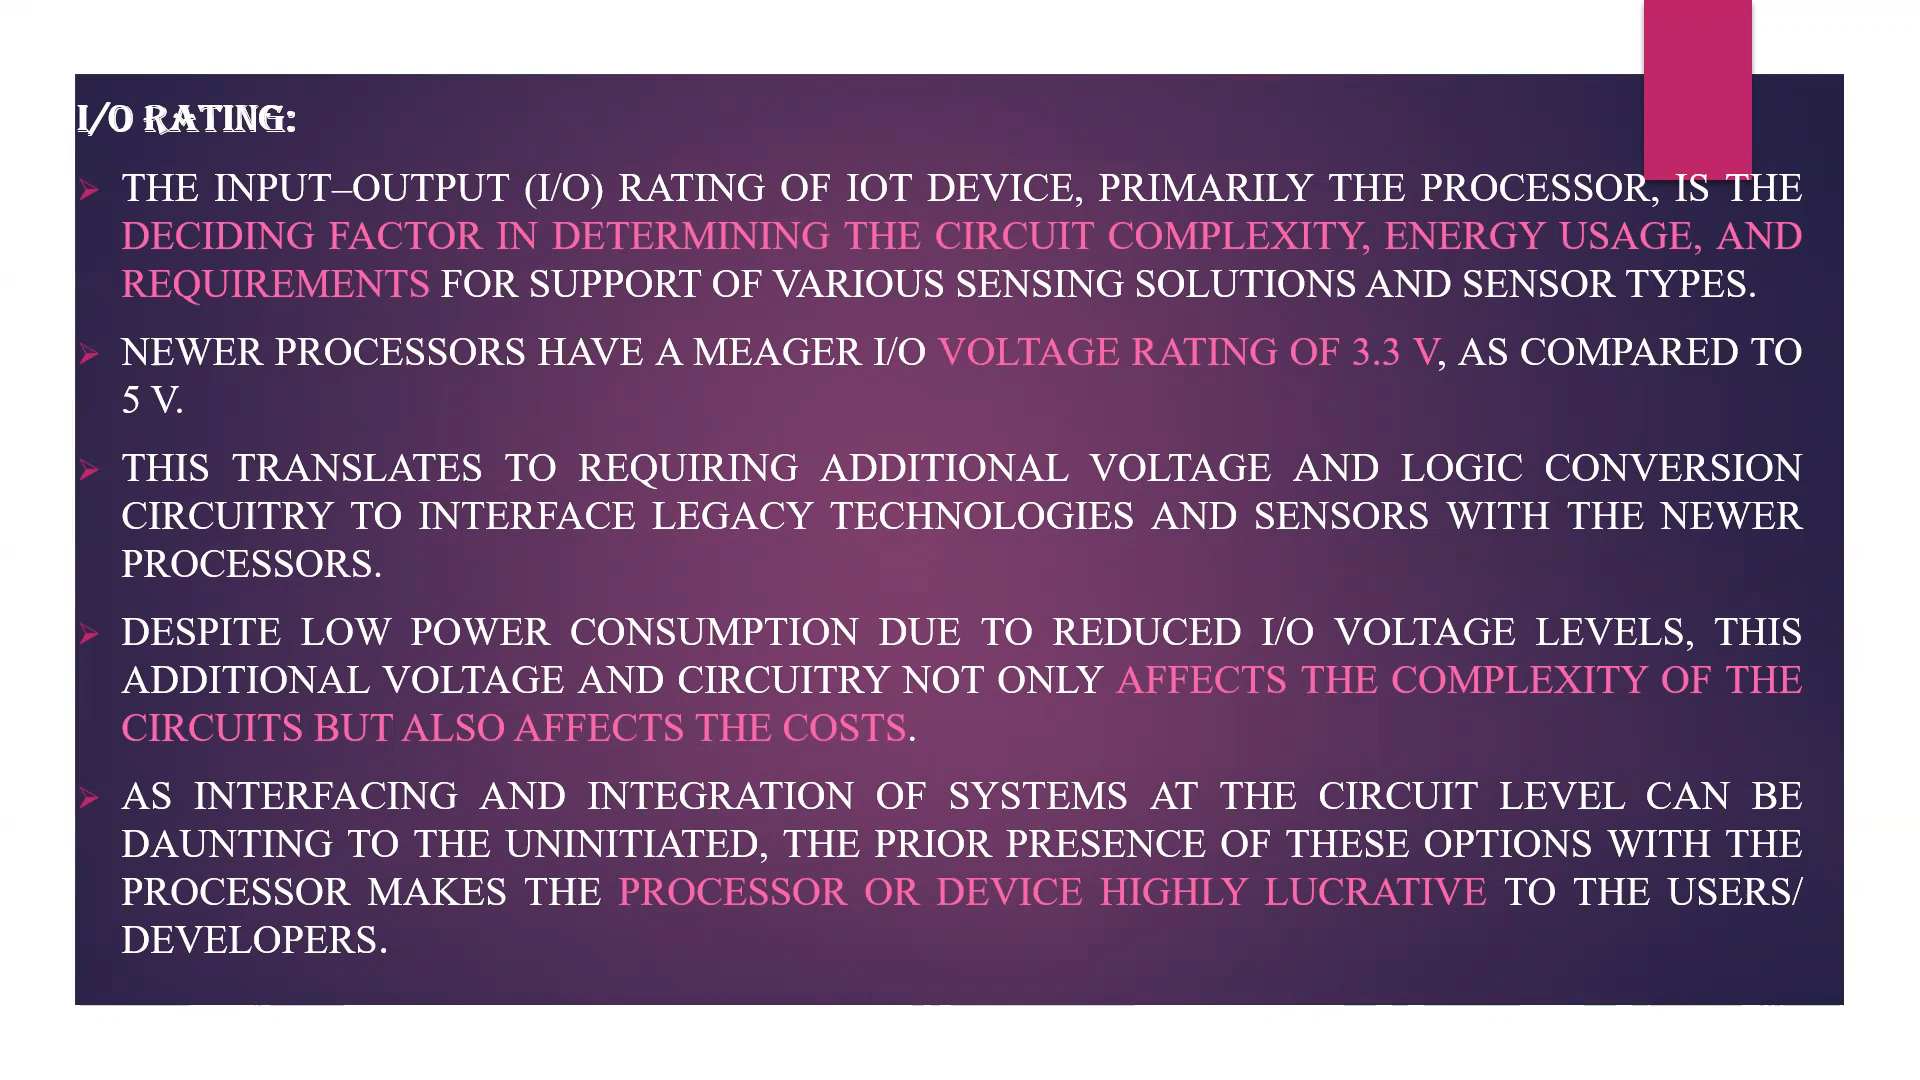 I/O RATING:
THE INPUT–OUTPUT (I/O) RATING OF IOT DEVICE, PRIMARILY THE PROCESSOR, IS THE
DECIDING FACTOR IN DETERMINING THE CIRCUIT COMPLEXITY, ENERGY USAGE, AND
REQUIREMENTS FOR SUPPORT OF VARIOUS SENSING SOLUTIONS AND SENSOR TYPES.
NEWER PROCESSORS HAVE A MEAGER I/O VOLTAGE RATING OF 3.3 V, AS COMPARED TO
5 V.
THIS TRANSLATES TO REQUIRING ADDITIONAL VOLTAGE AND LOGIC CONVERSION
CIRCUITRY TO INTERFACE LEGACY TECHNOLOGIES AND SENSORS WITH THE NEWER
PROCESSORS.
DESPITE LOW POWER CONSUMPTION DUE TO REDUCED I/O VOLTAGE LEVELS, THIS
ADDITIONAL VOLTAGE AND CIRCUITRY NOT ONLY AFFECTS THE COMPLEXITY OF THE
CIRCUITS BUT ALSO AFFECTS THE COSTS.
AS INTERFACING AND INTEGRATION OF SYSTEMS AT THE CIRCUIT LEVEL CAN BE
DAUNTING TO THE UNINITIATED, THE PRIOR PRESENCE OF THESE OPTIONS WITH THE
PROCESSOR MAKES THE PROCESSOR OR DEVICE HIGHLY LUCRATIVE TO THE USERS/
DEVELOPERS.